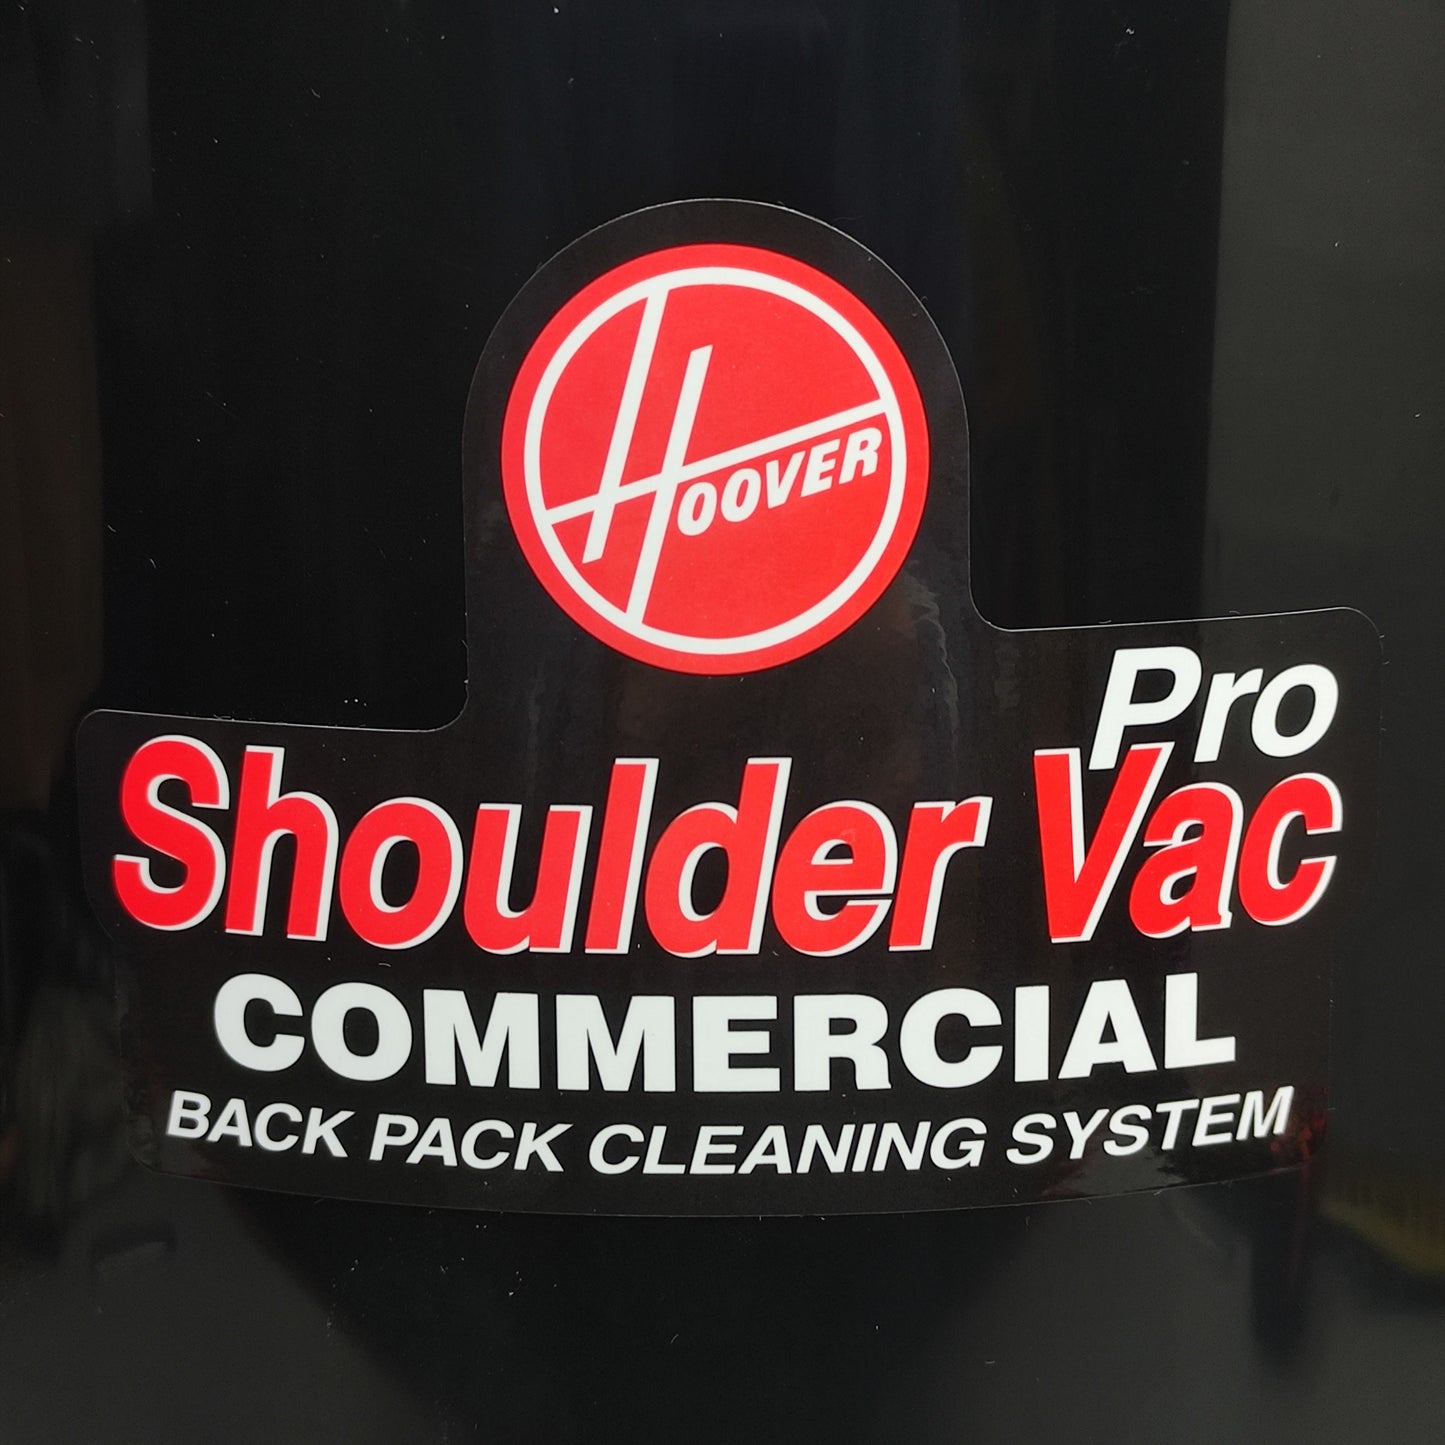 HOOVER
Pro
Shoulder Vac
COMMERCIAL
BACK PACK CLEANING SYSTEM